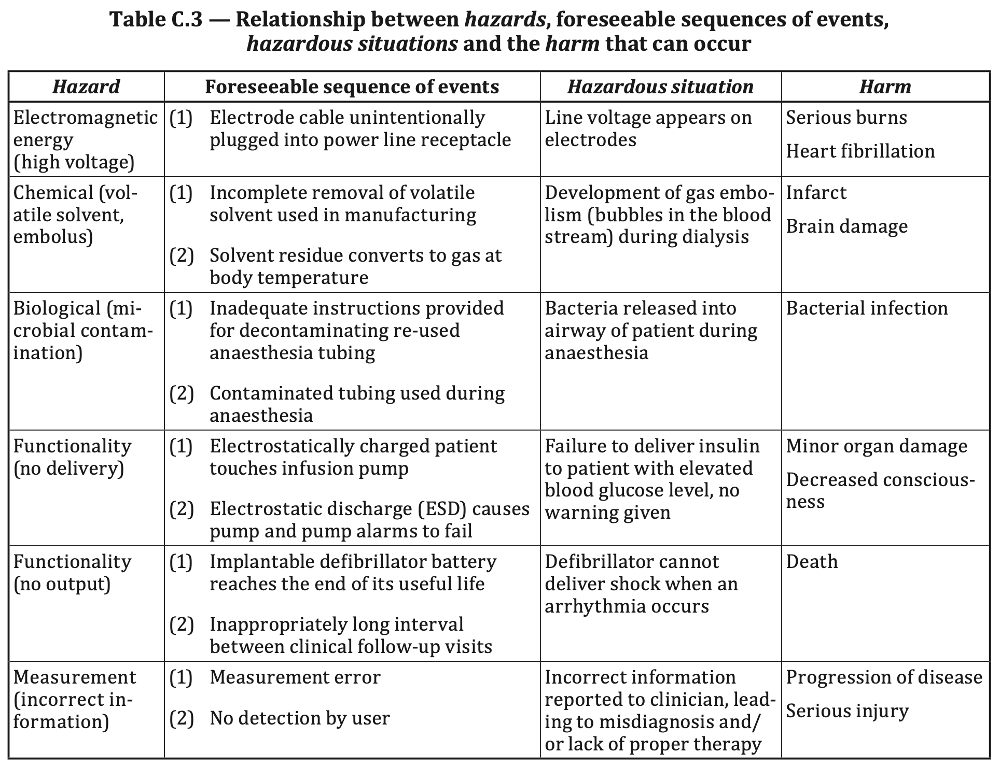 Table C.3 — Relationship between hazards, foreseeable sequences of events,
hazardous situations and the harm that can occur
Hazard
Foreseeable sequence of events
Hazardous situation
Harm
Electromagnetic
energy
(high voltage)
(1) Electrode cable unintentionally
plugged into power line receptacle
Line voltage appears on
electrodes
Serious burns
Heart fibrillation
Chemical (vol-
atile solvent,
embolus)
(1) Incomplete removal of volatile
solvent used in manufacturing
(2) Solvent residue converts to gas at
body temperature
Development of gas embo-
lism (bubbles in the blood
stream) during dialysis
Infarct
Brain damage
Biological (mi-
crobial contam-
ination)
(1) Inadequate instructions provided
for decontaminating re-used
anaesthesia tubing
(2) Contaminated tubing used during
anaesthesia
Bacteria released into
airway of patient during
anaesthesia
Bacterial infection
Functionality
(no delivery)
(1) Electrostatically charged patient
touches infusion pump
(2) Electrostatic discharge (ESD) causes
pump and pump alarms to fail
Failure to deliver insulin
to patient with elevated
blood glucose level, no
warning given
Minor organ damage
Decreased conscious-
ness
Functionality
(no output)
(1) Implantable defibrillator battery
reaches the end of its useful life
(2) Inappropriately long interval
between clinical follow-up visits
Defibrillator cannot
deliver shock when an
arrhythmia occurs
Death
Measurement
(incorrect in-
formation)
(1) Measurement error
(2) No detection by user
Incorrect information
reported to clinician, lead-
ing to misdiagnosis and/
or lack of proper therapy
Progression of disease
Serious injury